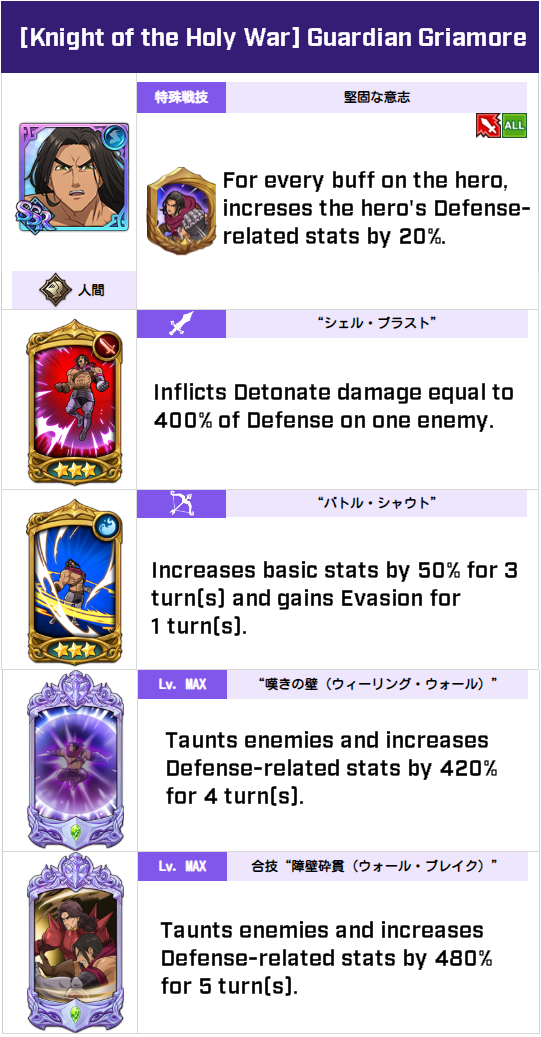 [Knight of the Holy War] Guardian Griamore
特殊戦技
堅固な意志
ALL
SSR
For every buff on the hero,
increses the hero's Defense-
related stats by 20%.
人間
“シェル・ブラスト”
Inflicts Detonate damage equal to
400% of Defense on one enemy.
“バトル・シャウト”
Increases basic stats by 50% for 3
turn(s) and gains Evasion for
1 turn(s).
Lv. MAX
“嘆きの壁（ウィーリング・ウォール）”
Taunts enemies and increases
Defense-related stats by 420%
for 4 turn(s).
Lv. MAX
合技“障壁砕貫（ウォール・ブレイク）”
Taunts enemies and increases
Defense-related stats by 480%
for 5 turn(s).